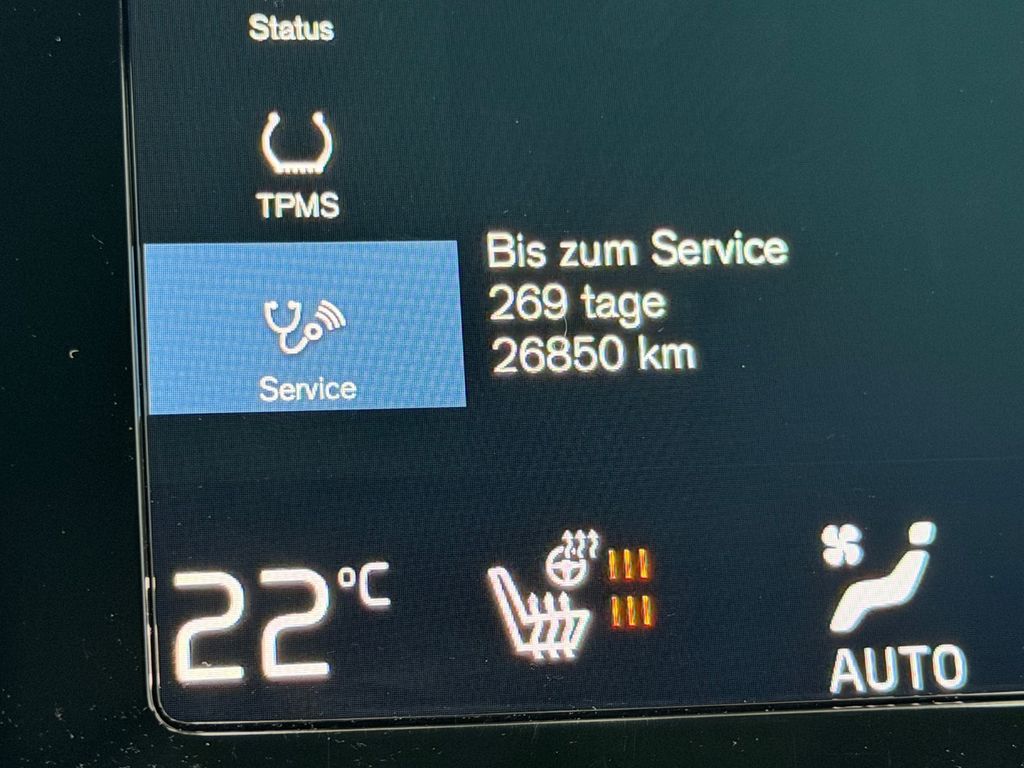 Status
TPMS
Service
Bis zum Service
269 tage
26850 km
22°C
AUTO